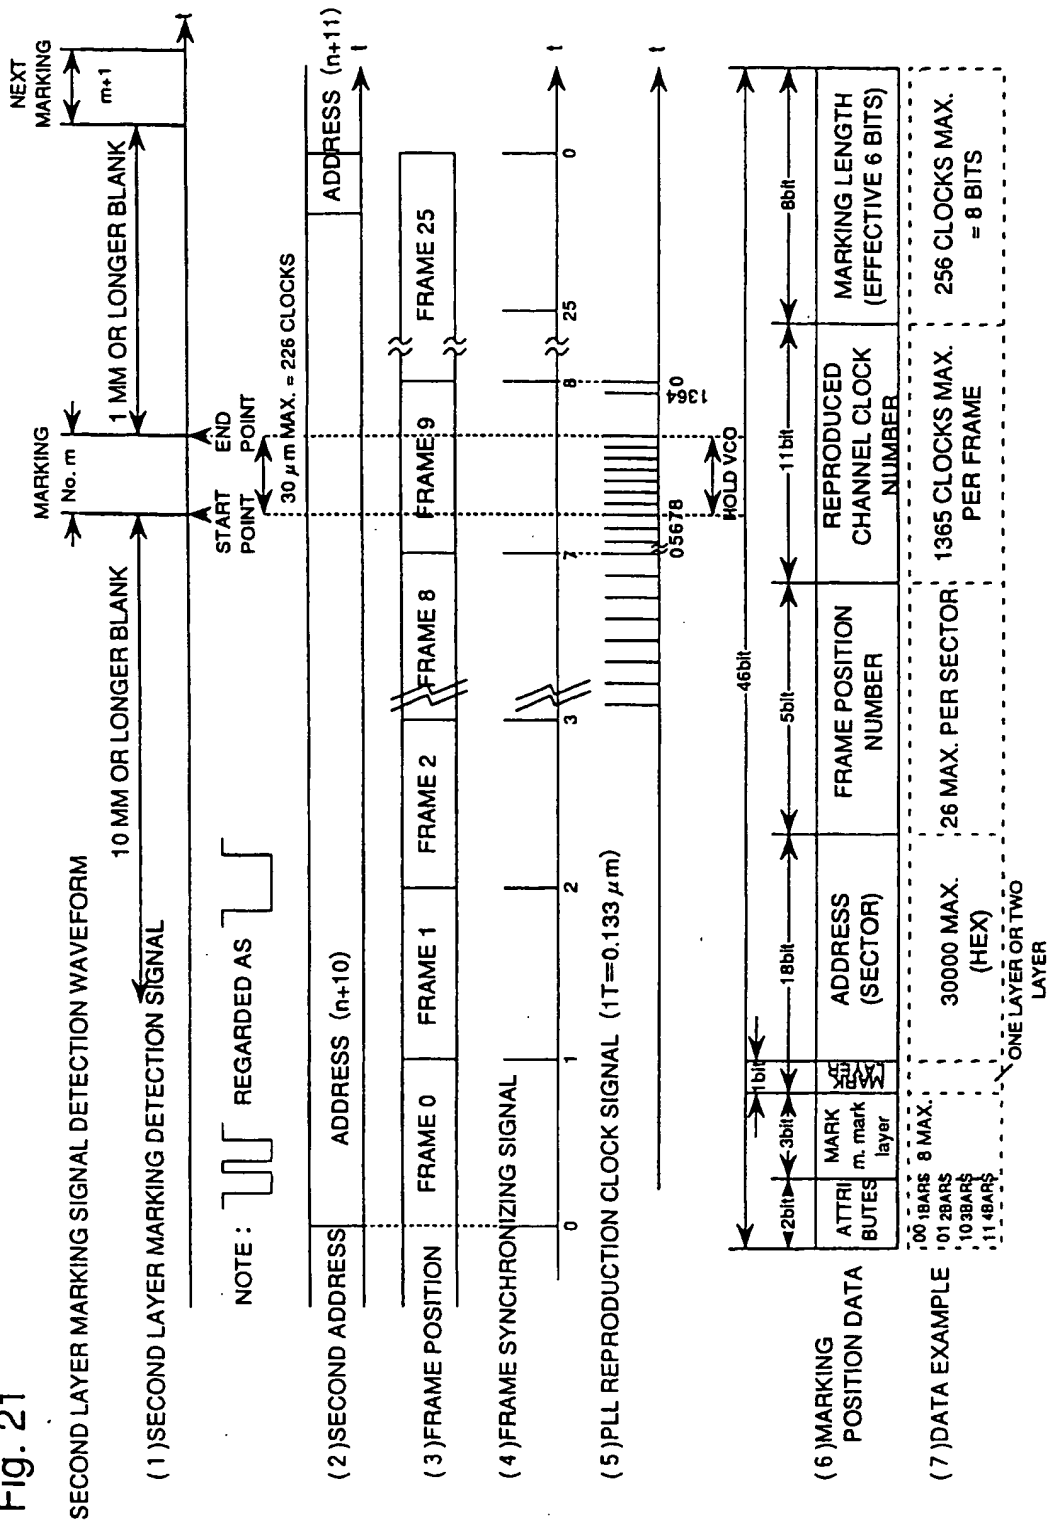 Fig. 21
SECOND LAYER MARKING SIGNAL DETECTION WAVEFORM
NEXT
MARKING
m+1
MARKING
No. m
10 MM OR LONGER BLANK
1 MM OR LONGER BLANK
(1)SECOND LAYER MARKING DETECTION SIGNAL
t
START
POINT
END
POINT
NOTE : REGARDED AS
30 μm MAX. = 226 CLOCKS
(2)SECOND ADDRESS
ADDRESS (n+10)
ADDRESS (n+11)
t
(3)FRAME POSITION
FRAME 0
FRAME 1
FRAME 2
FRAME 8
FRAME 9
FRAME 25
(4)FRAME SYNCHRONIZING SIGNAL
0 1 2 3 7 8 25 0
t
(5)PLL REPRODUCTION CLOCK SIGNAL (1T=0.133 μm)
t
05678
1364
0
HOLD VCO
46bit
2bit
3bit
1bit
18bit
5bit
11bit
8bit
(6)MARKING
POSITION DATA
ATTRI
BUTES
MARK
m. mark
layer
MARK
LAYER
ADDRESS
(SECTOR)
FRAME POSITION
NUMBER
REPRODUCED
CHANNEL CLOCK
NUMBER
MARKING LENGTH
(EFFECTIVE 6 BITS)
(7)DATA EXAMPLE
00 1BARS
01 2BARS
10 3BARS
11 4BARS
8 MAX.
30000 MAX.
(HEX)
26 MAX. PER SECTOR
1365 CLOCKS MAX.
PER FRAME
256 CLOCKS MAX.
= 8 BITS
ONE LAYER OR TWO
LAYER